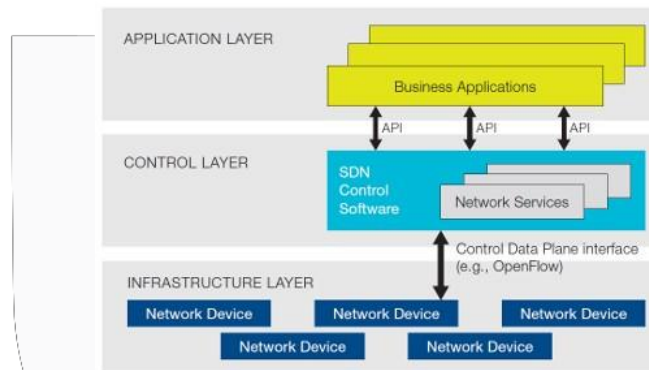 APPLICATION LAYER
Business Applications
API
API
API
CONTROL LAYER
SDN
Control
Software
Network Services
Control Data Plane interface
(e.g., OpenFlow)
INFRASTRUCTURE LAYER
Network Device
Network Device
Network Device
Network Device
Network Device